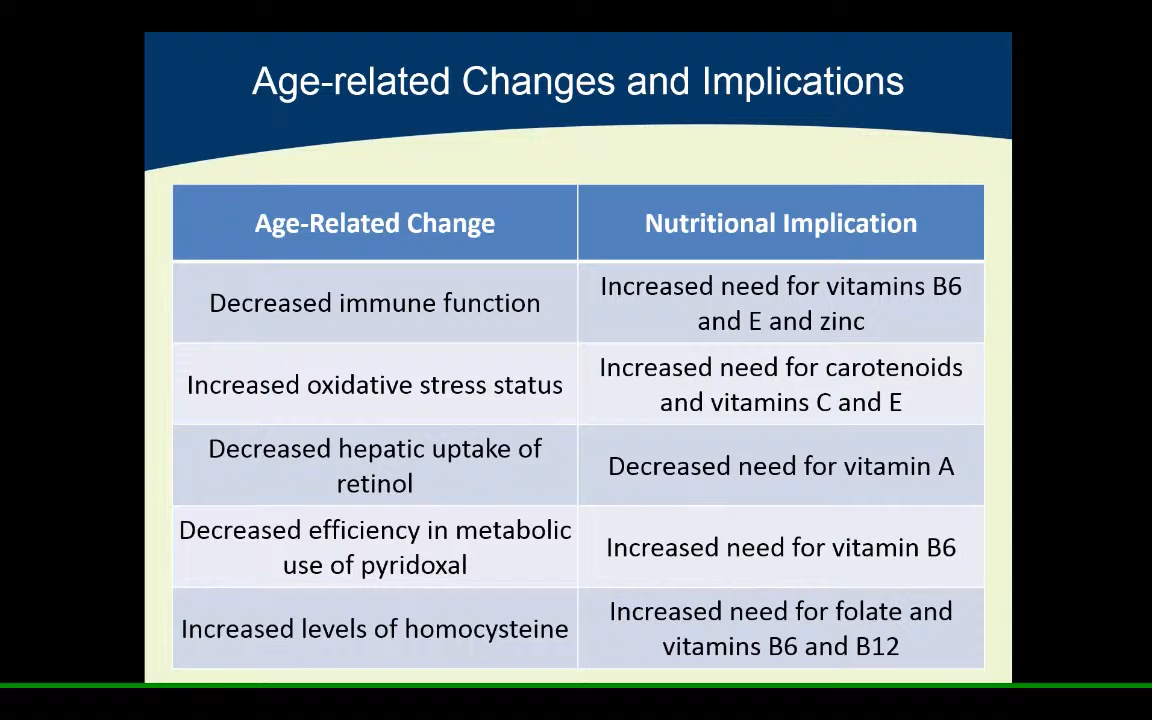 Age-related Changes and Implications
Age-Related Change
Nutritional Implication
Decreased immune function
Increased need for vitamins B6
and E and zinc
Increased oxidative stress status
Increased need for carotenoids
and vitamins C and E
Decreased hepatic uptake of
retinol
Decreased need for vitamin A
Decreased efficiency in metabolic
use of pyridoxal
Increased need for vitamin B6
Increased levels of homocysteine
Increased need for folate and
vitamins B6 and B12